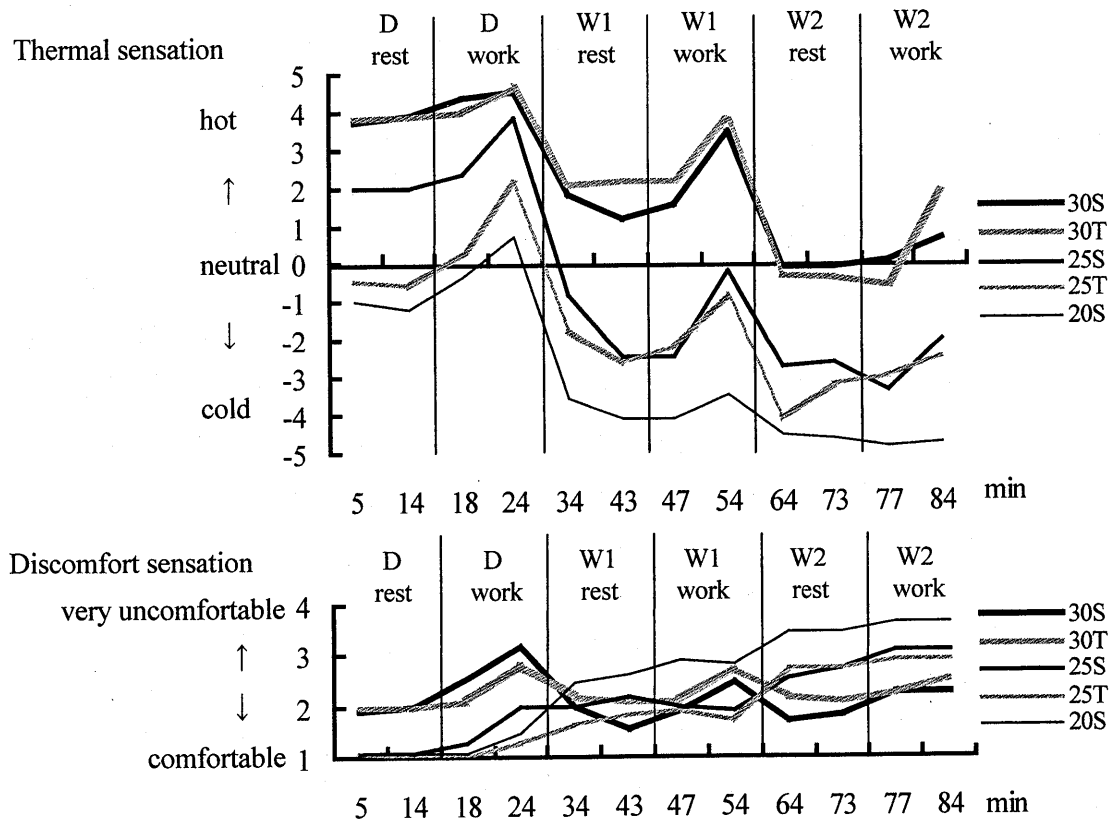 D D W1 W1 W2 W2
Thermal sensation rest work rest work rest work
5
hot 4
3
↑ 2
1
neutral 0
-1
↓ -2
-3
cold -4
-5
30S
30T
25S
25T
20S
5 14 18 24 34 43 47 54 64 73 77 84 min
D D W1 W1 W2 W2
Discomfort sensation rest work rest work rest work
very uncomfortable 4
↑ 3
↓ 2
comfortable 1
30S
30T
25S
25T
20S
5 14 18 24 34 43 47 54 64 73 77 84 min